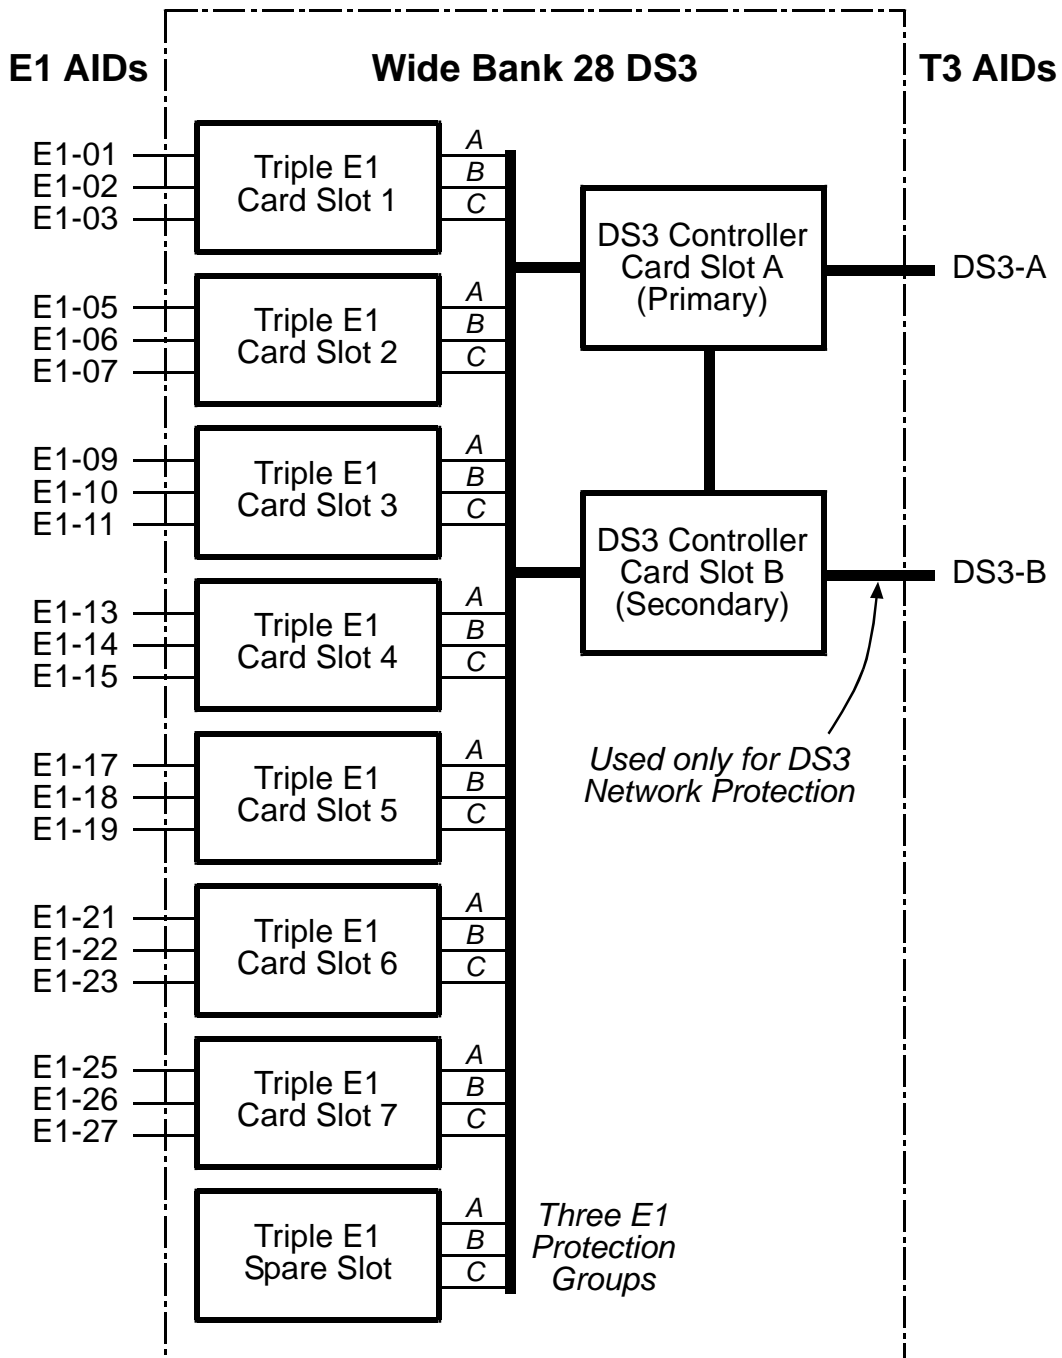 E1 AIDs
Wide Bank 28 DS3
T3 AIDs
E1-01
E1-02
E1-03
Triple E1
Card Slot 1
A
B
C
E1-05
E1-06
E1-07
Triple E1
Card Slot 2
A
B
C
E1-09
E1-10
E1-11
Triple E1
Card Slot 3
A
B
C
E1-13
E1-14
E1-15
Triple E1
Card Slot 4
A
B
C
E1-17
E1-18
E1-19
Triple E1
Card Slot 5
A
B
C
E1-21
E1-22
E1-23
Triple E1
Card Slot 6
A
B
C
E1-25
E1-26
E1-27
Triple E1
Card Slot 7
A
B
C
Triple E1
Spare Slot
A
B
C
Three E1
Protection
Groups
DS3 Controller
Card Slot A
(Primary)
DS3-A
DS3 Controller
Card Slot B
(Secondary)
DS3-B
Used only for DS3
Network Protection